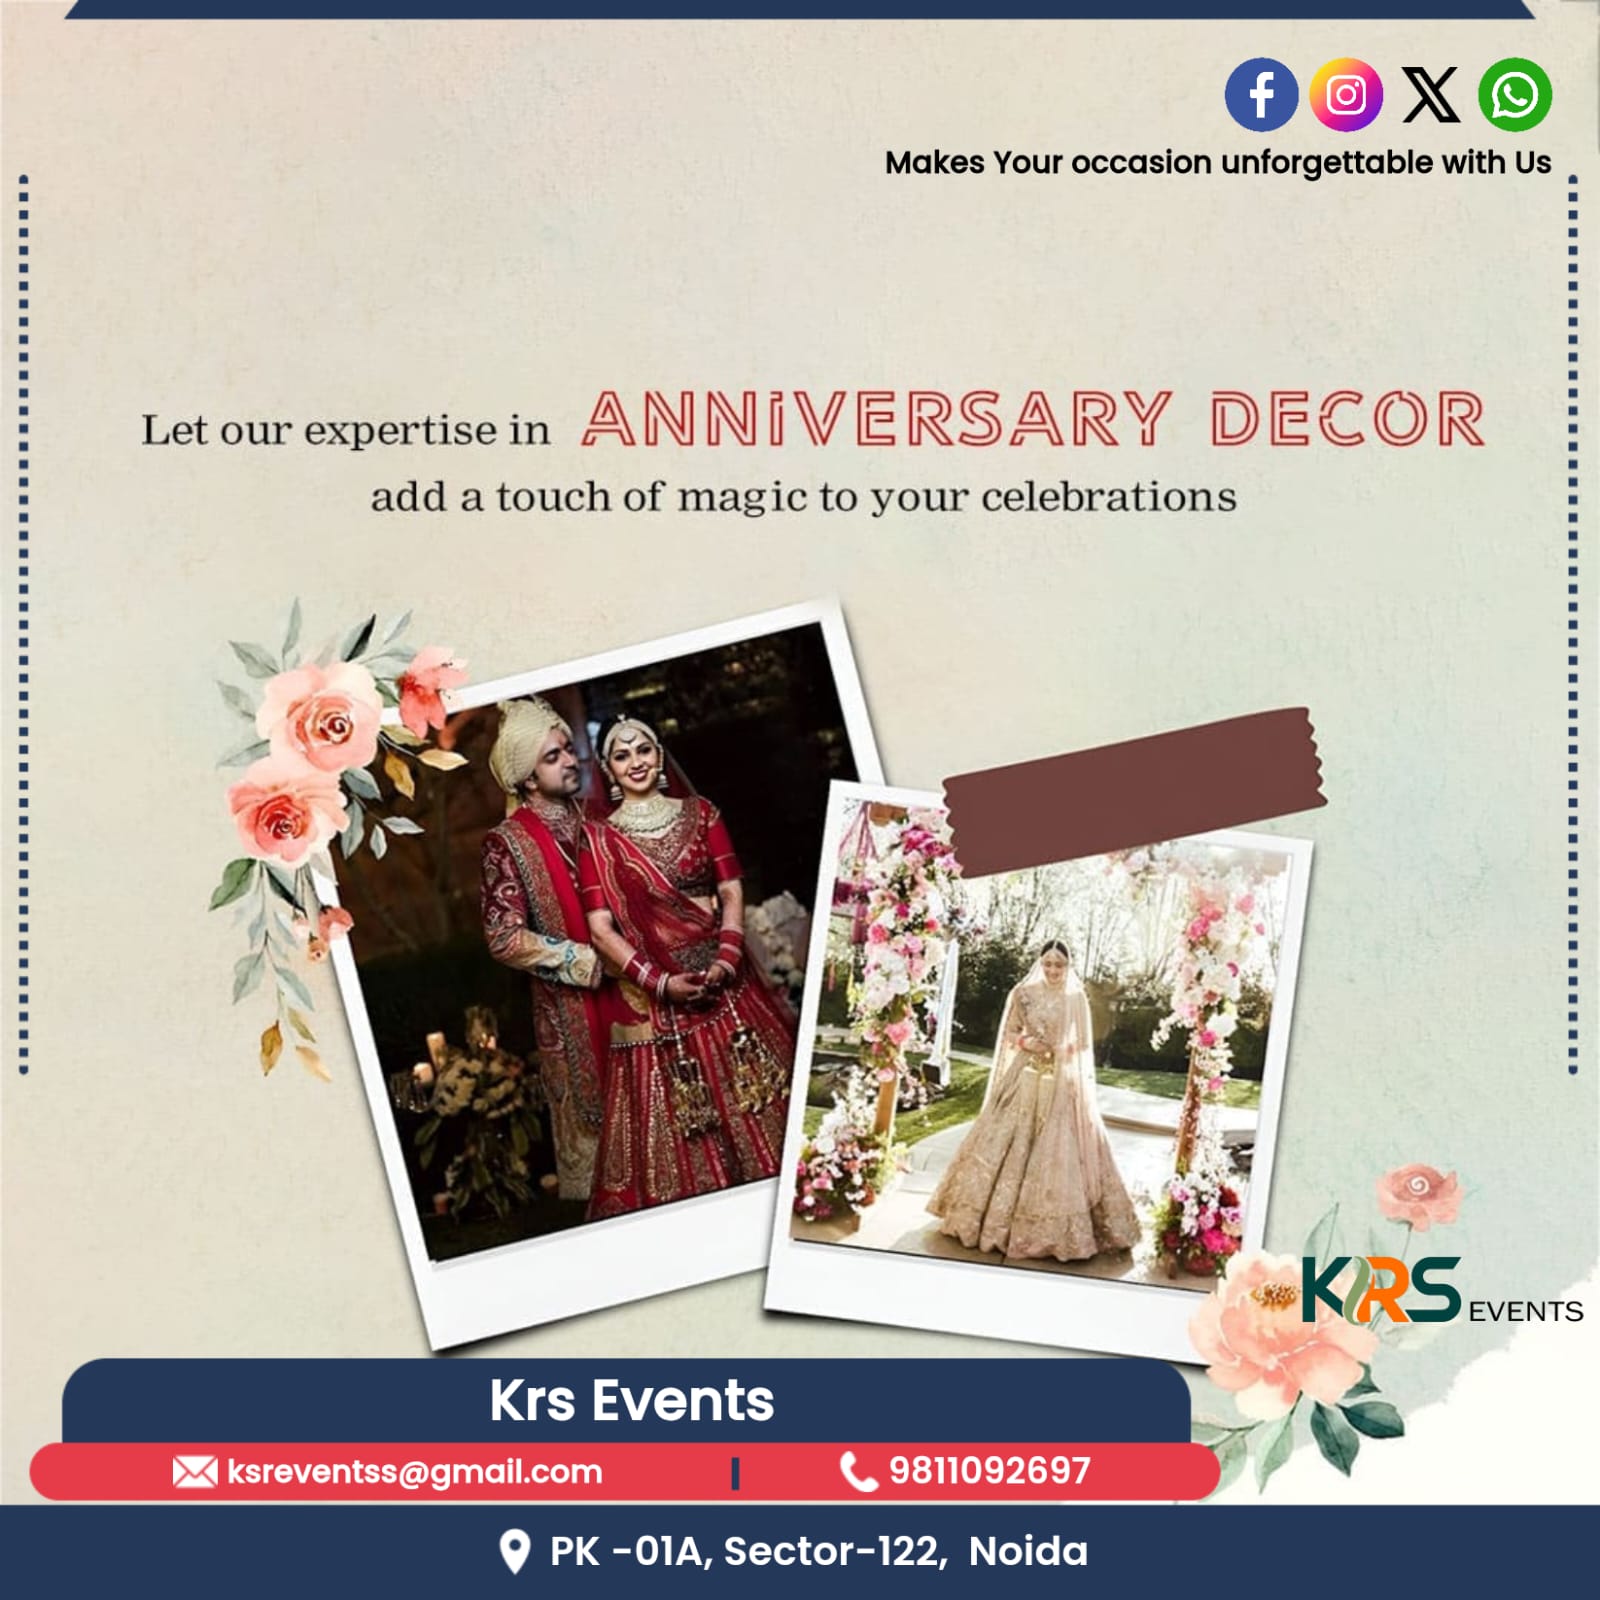 Makes Your occasion unforgettable with Us
Let our expertise in ANNIVERSARY DECOR
add a touch of magic to your celebrations
KRS EVENTS
Krs Events
ksreventss@gmail.com | 9811092697
PK -01A, Sector-122, Noida